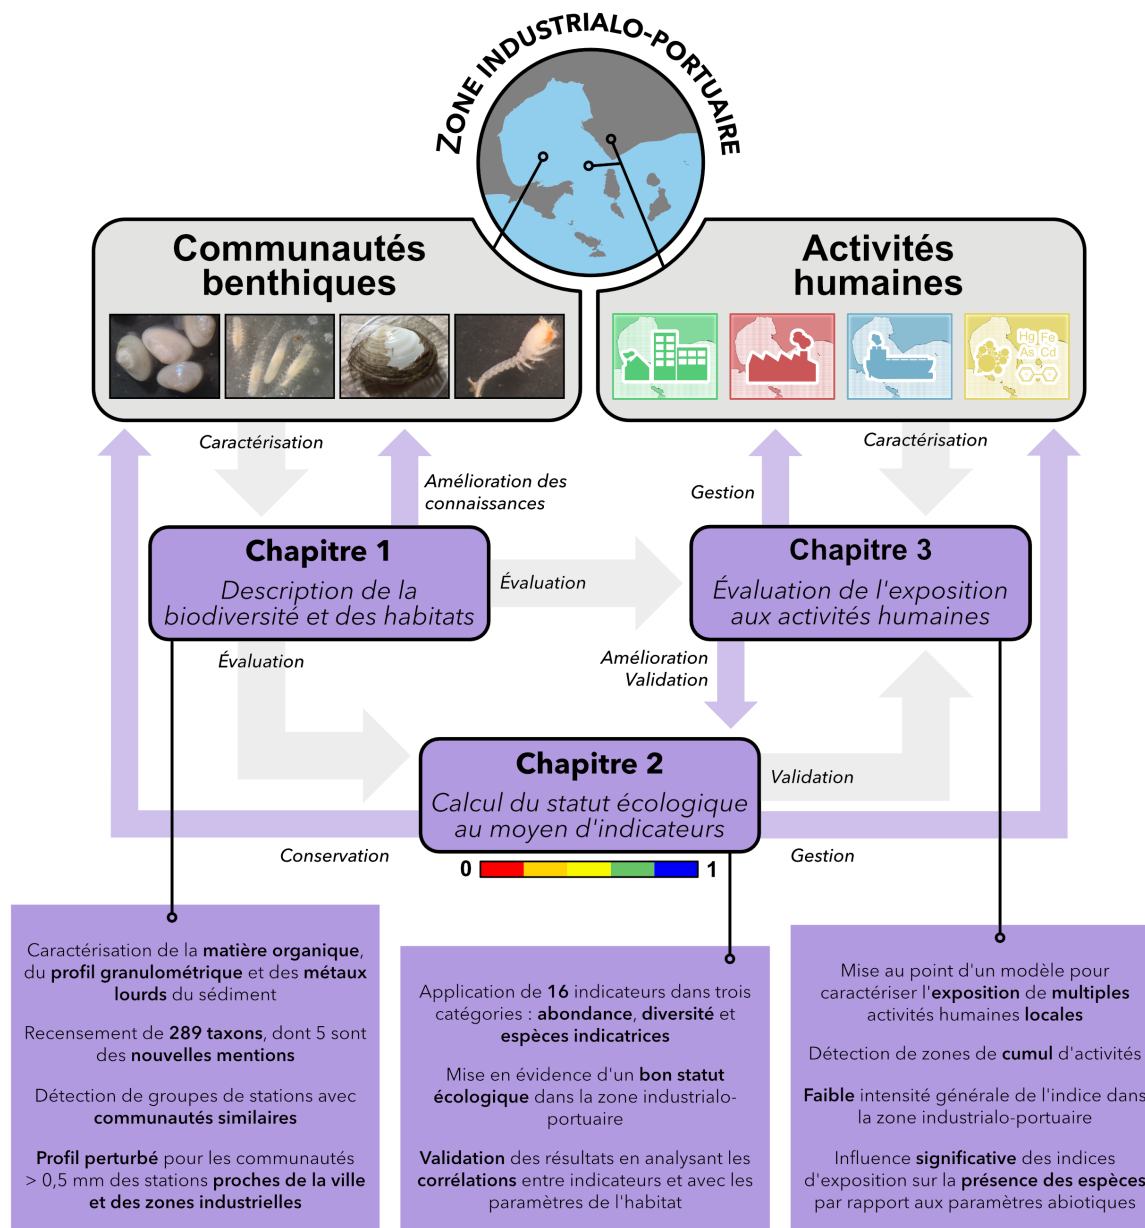 ZONE INDUSTRIALO-PORTUAIRE
Communautés
benthiques
Activités
humaines
Hg Fe
As Cd
Caractérisation
Amélioration des
connaissances
Gestion
Caractérisation
Chapitre 1
Description de la
biodiversité et des habitats
Évaluation
Chapitre 3
Évaluation de l'exposition
aux activités humaines
Évaluation
Amélioration
Validation
Chapitre 2
Calcul du statut écologique
au moyen d'indicateurs
Validation
Conservation
Gestion
0 1
Caractérisation de la matière organique,
du profil granulométrique et des métaux
lourds du sédiment
Recensement de 289 taxons, dont 5 sont
des nouvelles mentions
Détection de groupes de stations avec
communautés similaires
Profil perturbé pour les communautés
> 0,5 mm des stations proches de la ville
et des zones industrielles
Application de 16 indicateurs dans trois
catégories : abondance, diversité et
espèces indicatrices
Mise en évidence d'un bon statut
écologique dans la zone industrialo-
portuaire
Validation des résultats en analysant les
corrélations entre indicateurs et avec les
paramètres de l'habitat
Mise au point d'un modèle pour
caractériser l'exposition de multiples
activités humaines locales
Détection de zones de cumul d'activités
Faible intensité générale de l'indice dans
la zone industrialo-portuaire
Influence significative des indices
d'exposition sur la présence des espèces
par rapport aux paramètres abiotiques